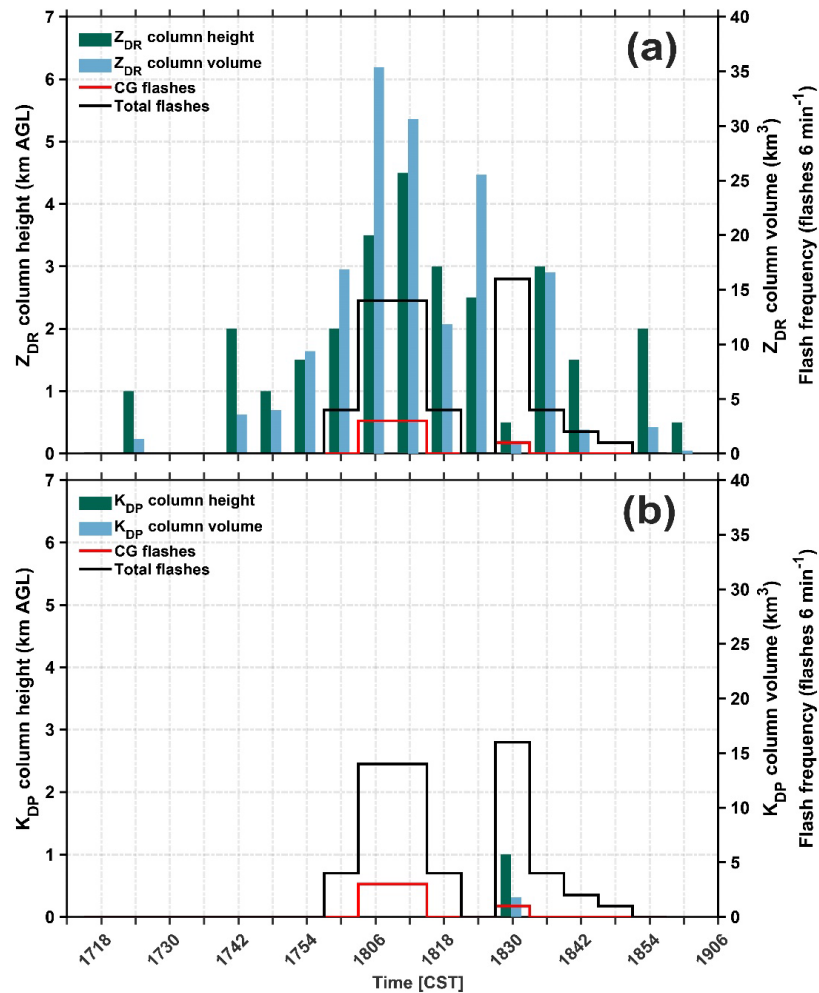 7
6
5
4
3
2
1
0
Z_DR column height (km AGL)
Z_DR column height
Z_DR column volume
CG flashes
Total flashes
(a)
40
35
30
25
20
15
10
5
0
Z_DR column volume (km³)
Flash frequency (flashes 6 min⁻¹)
7
6
5
4
3
2
1
0
K_DP column height (km AGL)
K_DP column height
K_DP column volume
CG flashes
Total flashes
(b)
40
35
30
25
20
15
10
5
0
K_DP column volume (km³)
Flash frequency (flashes 6 min⁻¹)
1718
1730
1742
1754
1806
1818
1830
1842
1854
1906
Time [CST]